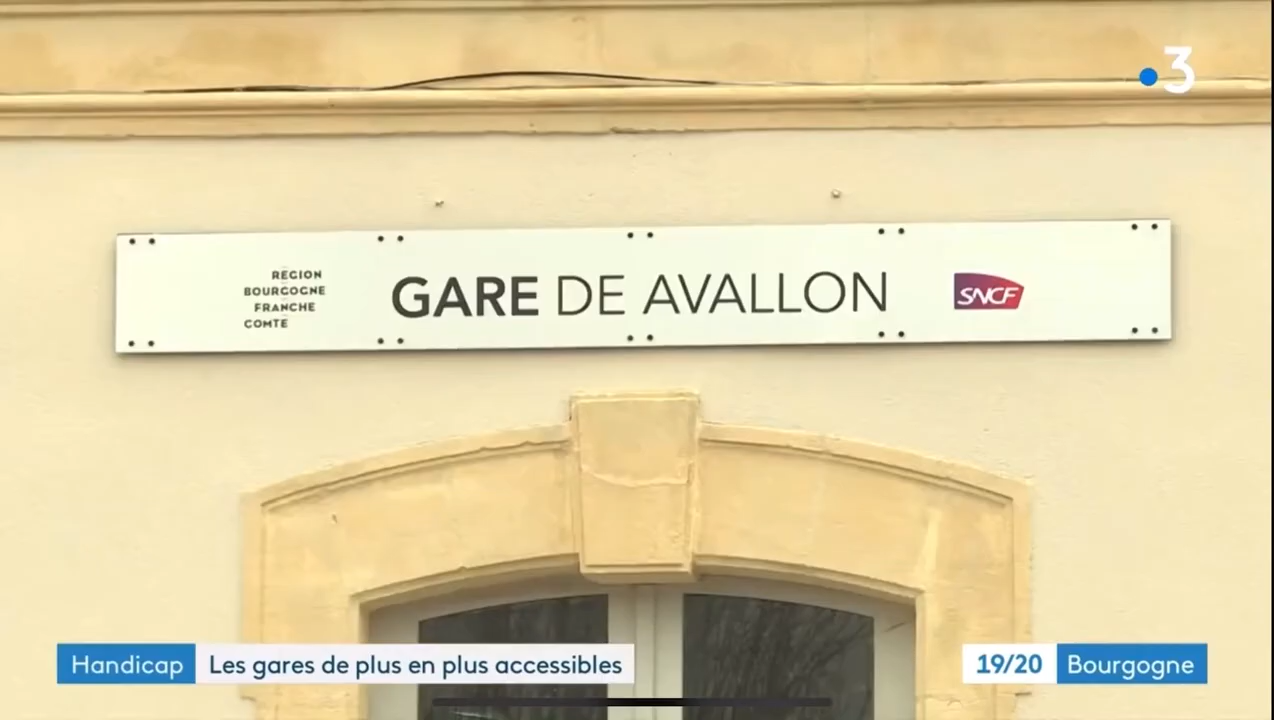 3
RÉGION
BOURGOGNE
FRANCHE
COMTÉ
GARE DE AVALLON
SNCF
Handicap Les gares de plus en plus accessibles
19/20 Bourgogne